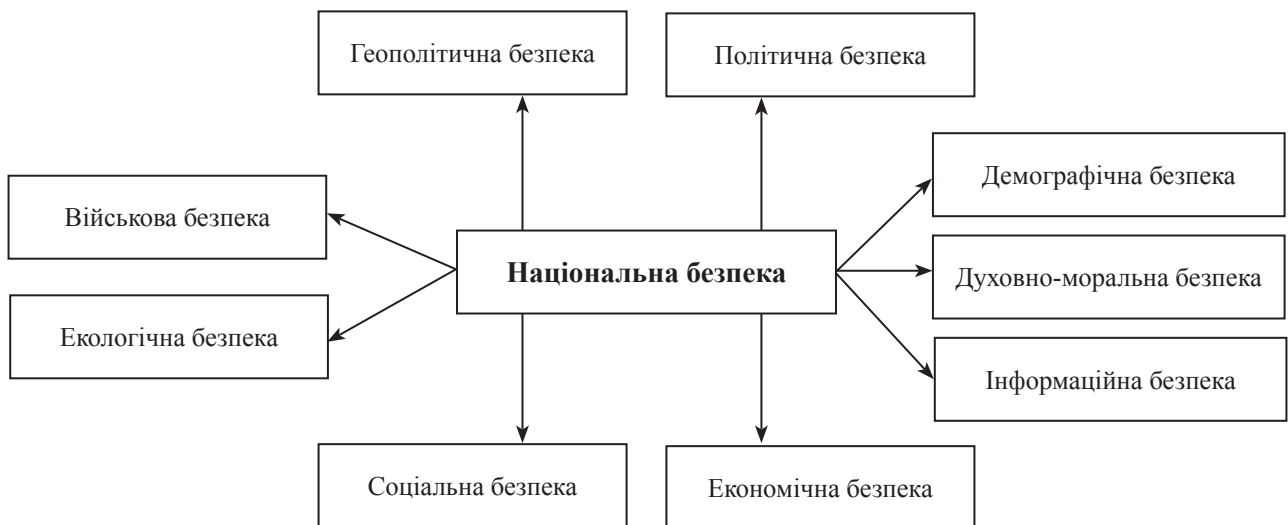 Геополітична безпека
Політична безпека
Демографічна безпека
Військова безпека
Національна безпека
Духовно-моральна безпека
Екологічна безпека
Інформаційна безпека
Соціальна безпека
Економічна безпека